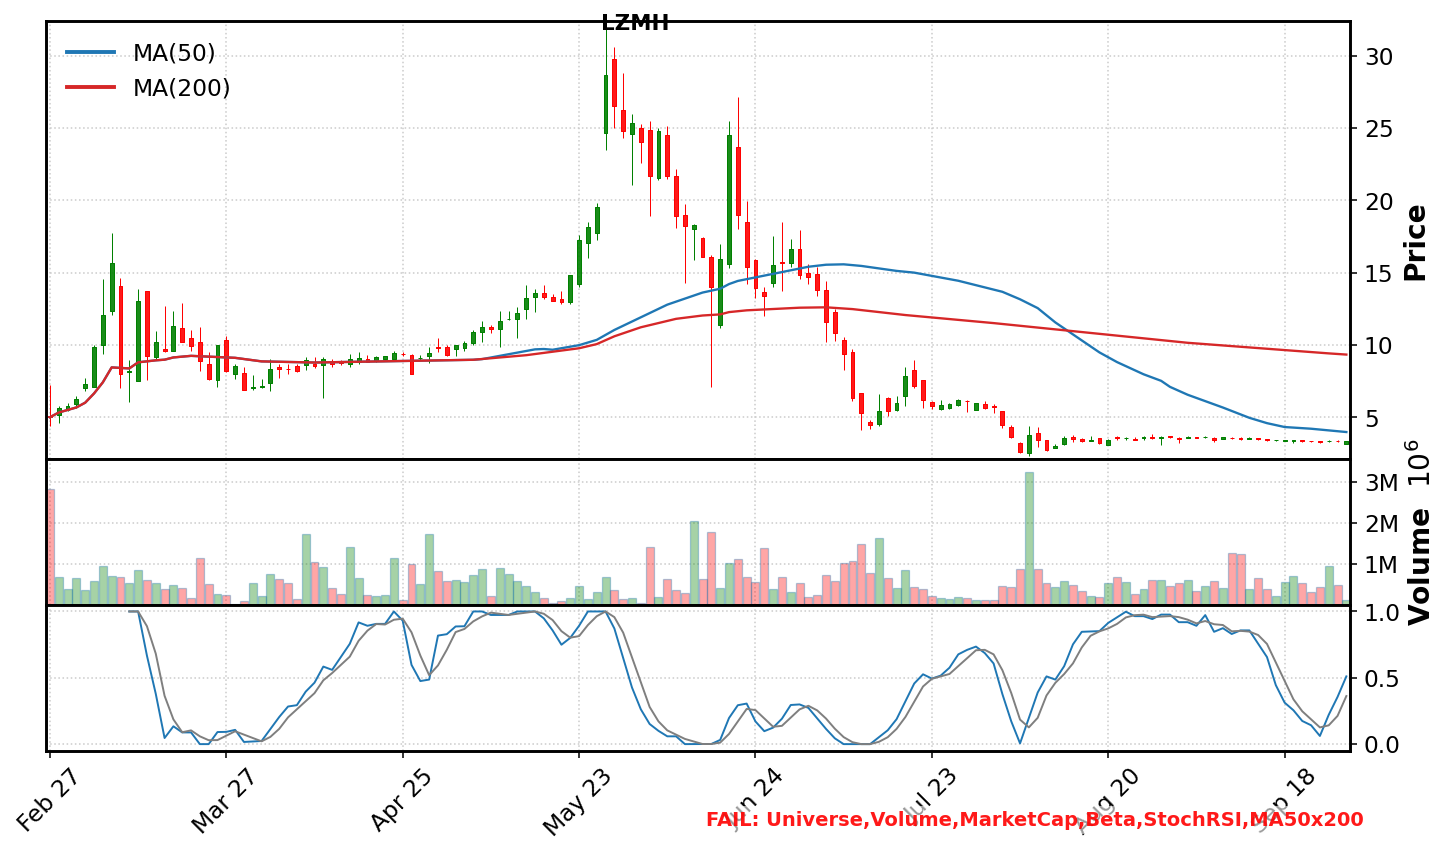 LZMH
MA(50)
MA(200)
30
25
20
15
10
5
Price
10⁶
3M
2M
1M
Volume
1.0
0.5
0.0
Feb 27
Mar 27
Apr 25
May 23
Jun 24
Jul 23
Aug 20
Sep 18
FAIL: Universe,Volume,MarketCap,Beta,StochRSI,MA50x200